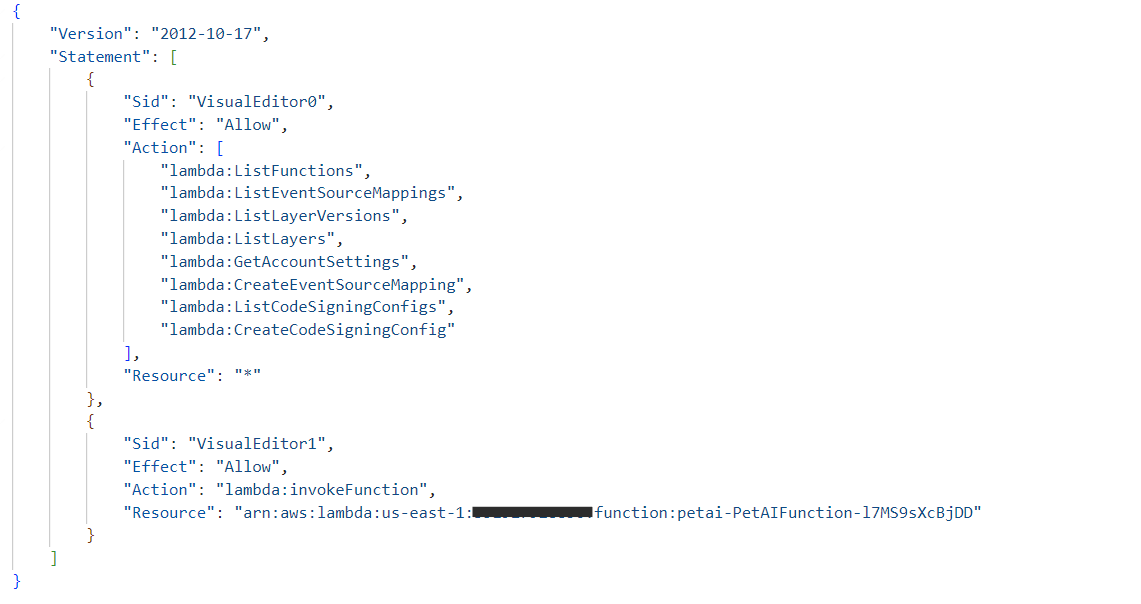 {
"Version": "2012-10-17",
"Statement": [
{
"Sid": "VisualEditor0",
"Effect": "Allow",
"Action": [
"lambda:ListFunctions",
"lambda:ListEventSourceMappings",
"lambda:ListLayerVersions",
"lambda:ListLayers",
"lambda:GetAccountSettings",
"lambda:CreateEventSourceMapping",
"lambda:ListCodeSigningConfigs",
"lambda:CreateCodeSigningConfig"
],
"Resource": "*"
},
{
"Sid": "VisualEditor1",
"Effect": "Allow",
"Action": "lambda:invokeFunction",
"Resource": "arn:aws:lambda:us-east-1:function:petai-PetAIFunction-l7MS9sXcBjDD"
}
]
}